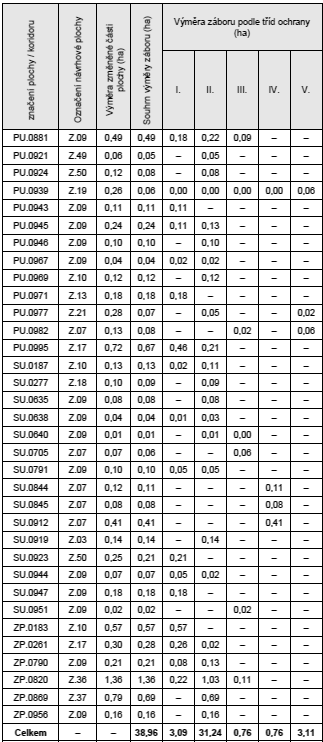 značení plochy / koridoru | Označení návrhové plochy | Výměra změněné části plochy (ha) | Souhrn výměry záboru (ha) | Výměra záboru podle tříd ochrany (ha)
I. | II. | III. | IV. | V.
PU.0881 | Z.09 | 0,49 | 0,49 | 0,18 | 0,22 | 0,09 | – | –
PU.0921 | Z.49 | 0,06 | 0,05 | – | 0,05 | – | – | –
PU.0924 | Z.50 | 0,12 | 0,08 | – | 0,08 | – | – | –
PU.0939 | Z.19 | 0,26 | 0,06 | 0,00 | 0,00 | 0,00 | 0,00 | 0,06
PU.0943 | Z.09 | 0,11 | 0,11 | 0,11 | – | – | – | –
PU.0945 | Z.09 | 0,24 | 0,24 | 0,11 | 0,13 | – | – | –
PU.0946 | Z.09 | 0,10 | 0,10 | – | 0,10 | – | – | –
PU.0967 | Z.09 | 0,04 | 0,04 | 0,02 | 0,02 | – | – | –
PU.0969 | Z.10 | 0,12 | 0,12 | – | 0,12 | – | – | –
PU.0971 | Z.13 | 0,18 | 0,18 | 0,18 | – | – | – | –
PU.0977 | Z.21 | 0,28 | 0,07 | – | 0,05 | – | – | 0,02
PU.0982 | Z.07 | 0,13 | 0,08 | – | – | 0,02 | – | 0,06
PU.0995 | Z.17 | 0,72 | 0,67 | 0,46 | 0,21 | – | – | –
SU.0187 | Z.10 | 0,13 | 0,13 | 0,02 | 0,11 | – | – | –
SU.0277 | Z.18 | 0,10 | 0,09 | – | 0,09 | – | – | –
SU.0635 | Z.09 | 0,08 | 0,08 | – | 0,08 | – | – | –
SU.0638 | Z.09 | 0,04 | 0,04 | 0,01 | 0,03 | – | – | –
SU.0640 | Z.09 | 0,01 | 0,01 | – | 0,01 | 0,00 | – | –
SU.0705 | Z.07 | 0,07 | 0,06 | – | – | 0,06 | – | –
SU.0791 | Z.09 | 0,10 | 0,10 | 0,05 | 0,05 | – | – | –
SU.0844 | Z.07 | 0,12 | 0,11 | – | – | – | 0,11 | –
SU.0845 | Z.07 | 0,08 | 0,08 | – | – | – | 0,08 | –
SU.0912 | Z.07 | 0,41 | 0,41 | – | – | – | 0,41 | –
SU.0919 | Z.03 | 0,14 | 0,14 | – | 0,14 | – | – | –
SU.0923 | Z.50 | 0,25 | 0,21 | 0,21 | – | – | – | –
SU.0944 | Z.09 | 0,07 | 0,07 | 0,05 | 0,02 | – | – | –
SU.0947 | Z.09 | 0,18 | 0,18 | 0,18 | – | – | – | –
SU.0951 | Z.09 | 0,02 | 0,02 | – | – | 0,02 | – | –
ZP.0183 | Z.10 | 0,57 | 0,57 | 0,57 | – | – | – | –
ZP.0261 | Z.17 | 0,30 | 0,28 | 0,26 | 0,02 | – | – | –
ZP.0790 | Z.09 | 0,21 | 0,21 | 0,08 | 0,13 | – | – | –
ZP.0820 | Z.36 | 1,36 | 1,36 | 0,22 | 1,03 | 0,11 | – | –
ZP.0869 | Z.37 | 0,79 | 0,69 | – | 0,69 | – | – | –
ZP.0956 | Z.09 | 0,16 | 0,16 | – | 0,16 | – | – | –
Celkem | – | – | 38,96 | 3,09 | 31,24 | 0,76 | 0,76 | 3,11